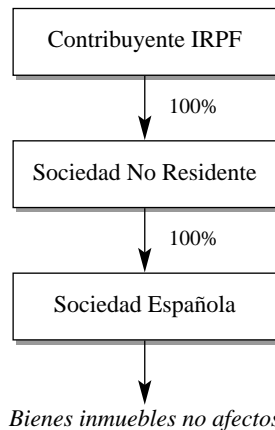 Contribuyente IRPF
100%
Sociedad No Residente
100%
Sociedad Española
Bienes inmuebles no afectos